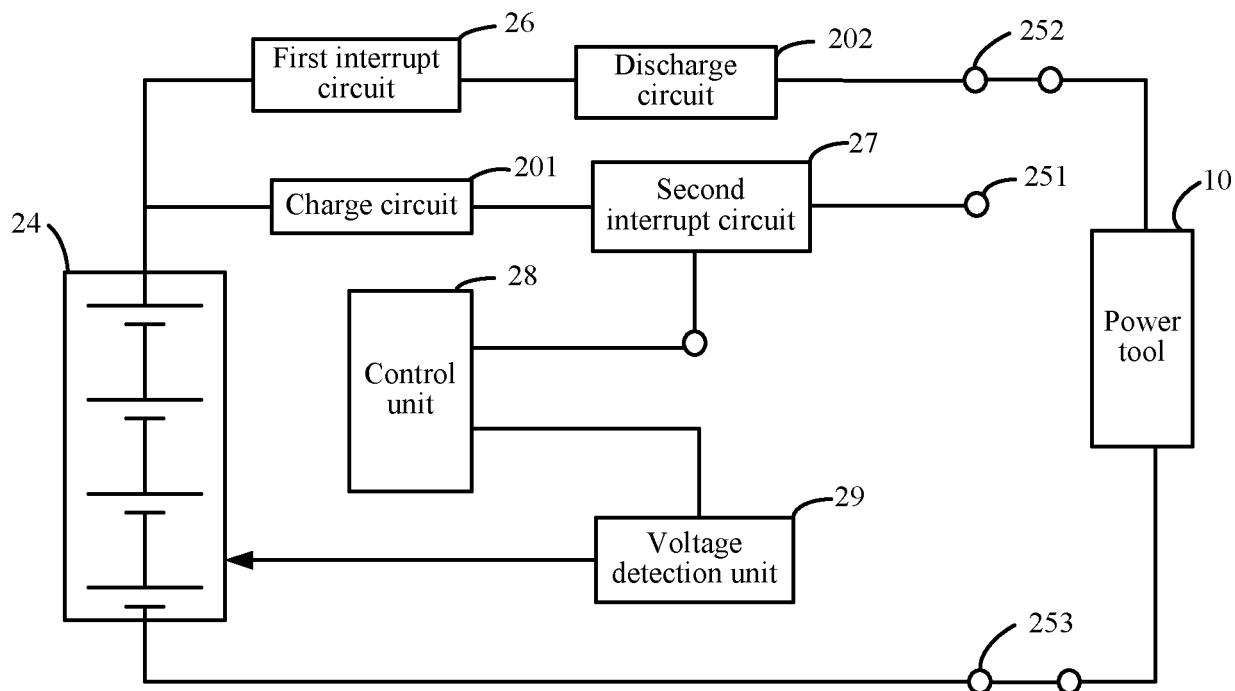 26
First interrupt
circuit
202
Discharge
circuit
252
201
Charge circuit
27
Second
interrupt circuit
251
10
Power
tool
24
28
Control
unit
29
Voltage
detection unit
253